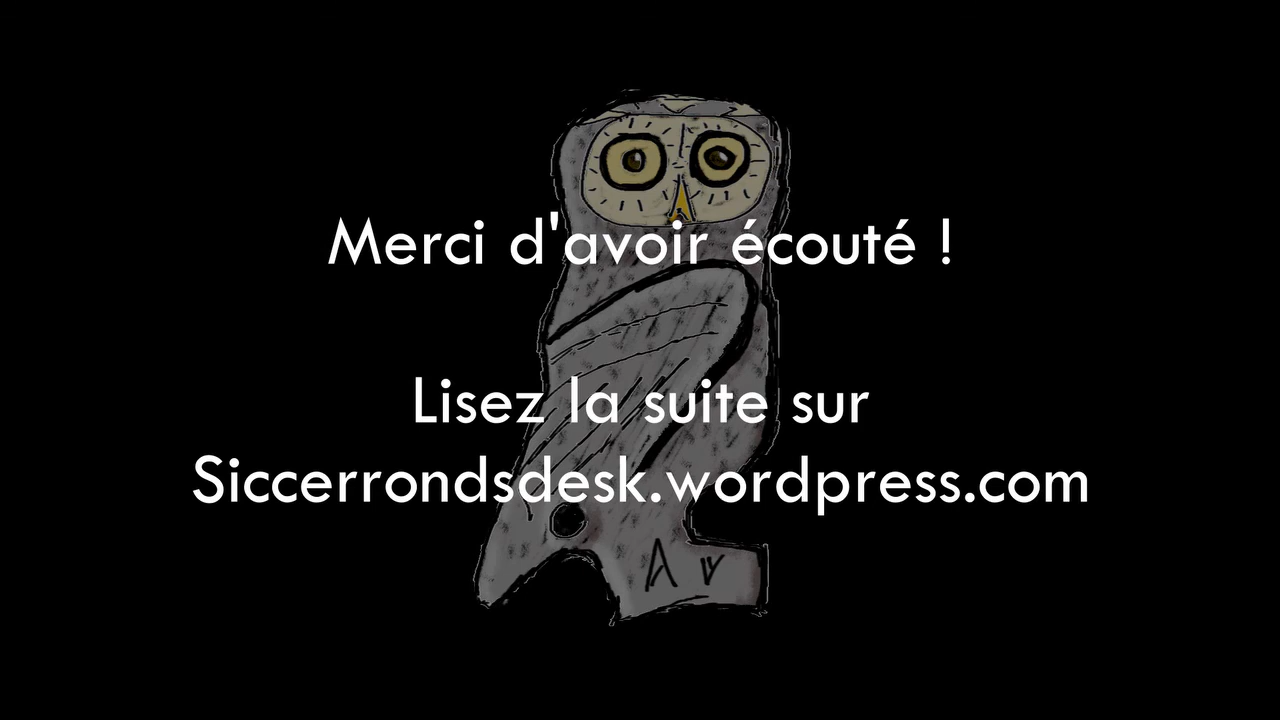 Merci d'avoir écouté !
Lisez la suite sur
Siccerrondsdesk.wordpress.com
A v